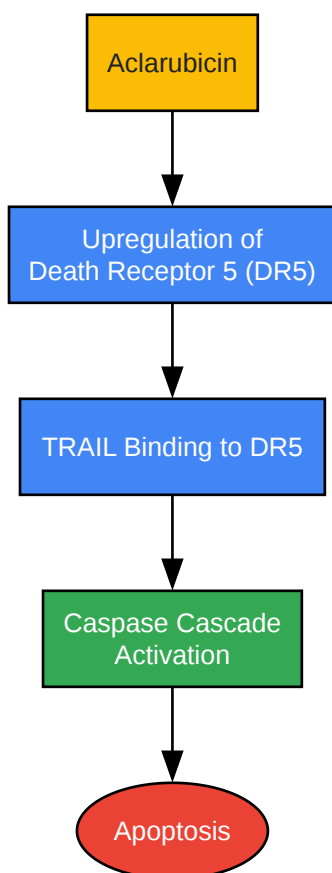 Aclarubicin
Upregulation of
Death Receptor 5 (DR5)
TRAIL Binding to DR5
Caspase Cascade
Activation
Apoptosis